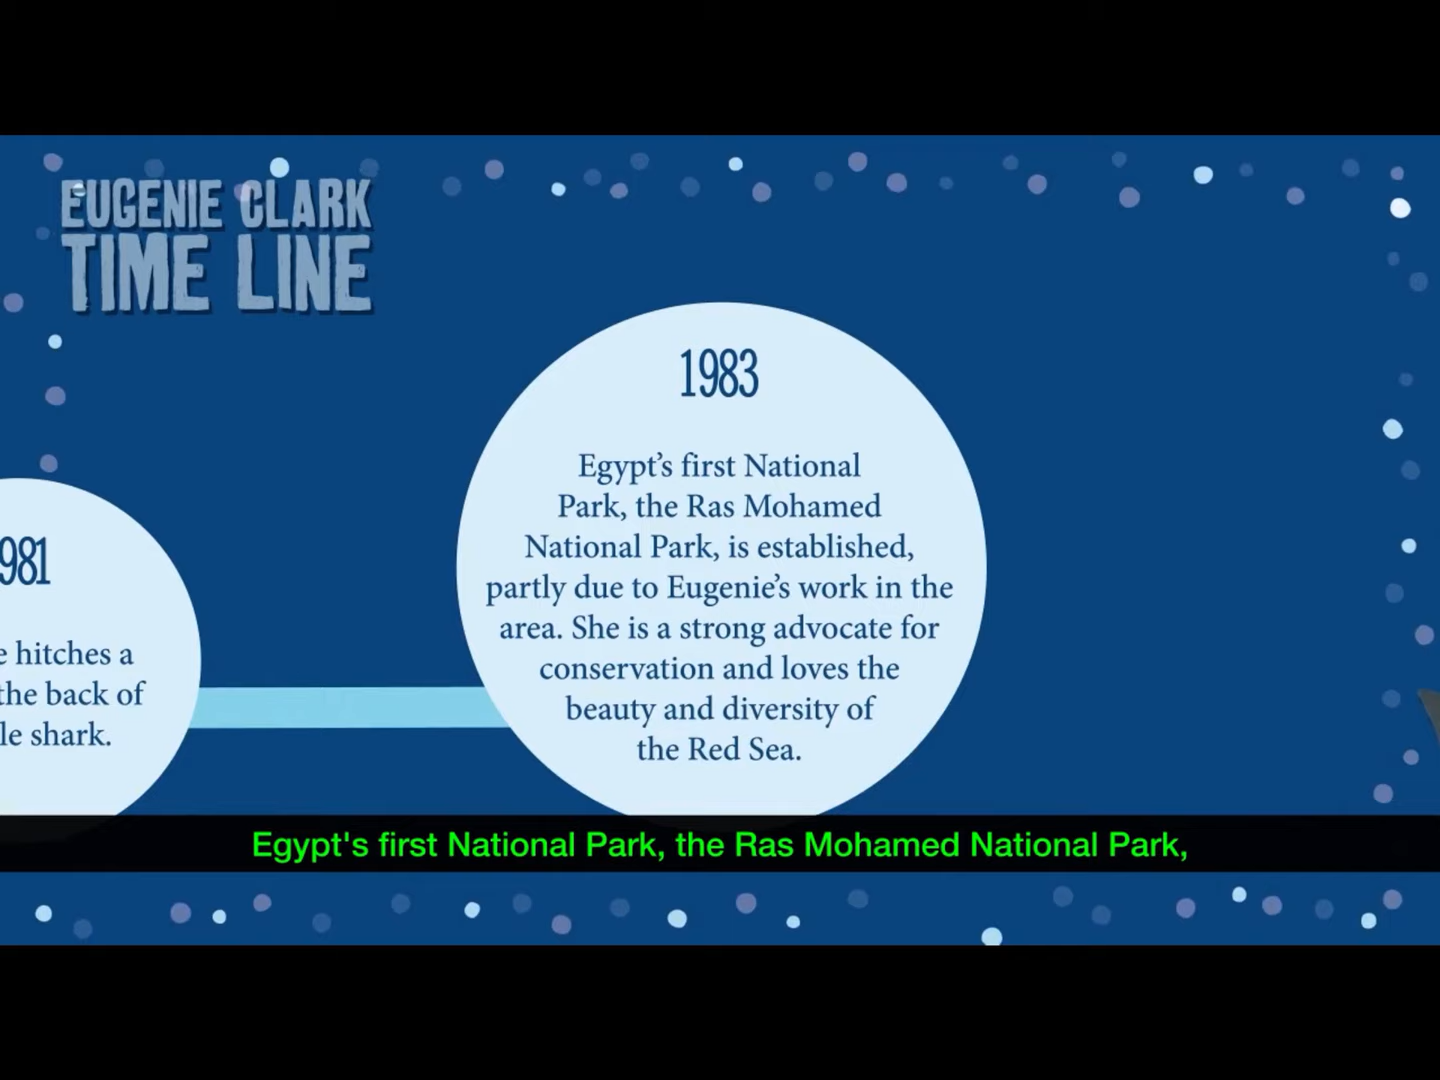 EUGENIE CLARK
TIME LINE
1983
Egypt’s first National
Park, the Ras Mohamed
National Park, is established,
partly due to Eugenie’s work in the
area. She is a strong advocate for
conservation and loves the
beauty and diversity of
the Red Sea.
981
e hitches a
the back of
le shark.
Egypt's first National Park, the Ras Mohamed National Park,